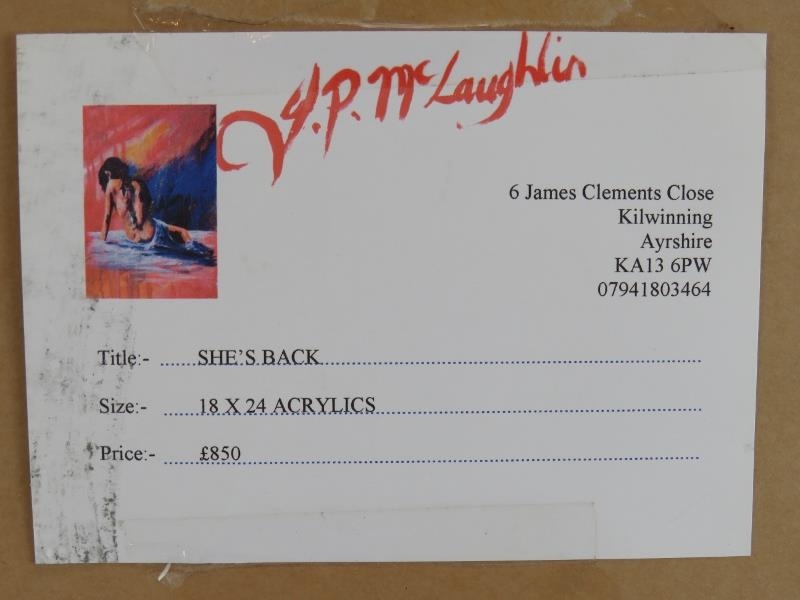 J.P. McLaughlin
6 James Clements Close
Kilwinning
Ayrshire
KA13 6PW
07941803464
Title:- SHE'S BACK
Size:- 18 X 24 ACRYLICS
Price:- £850